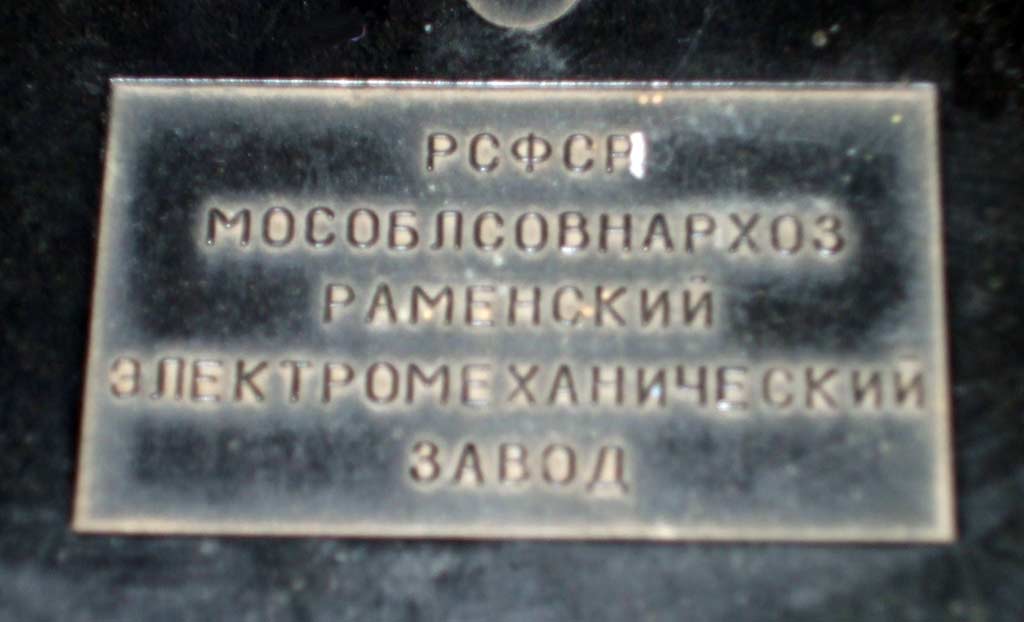 РСФСР
МОСОБЛСОВНАРХОЗ
РАМЕНСКИЙ
ЭЛЕКТРОМЕХАНИЧЕСКИЙ
ЗАВОД